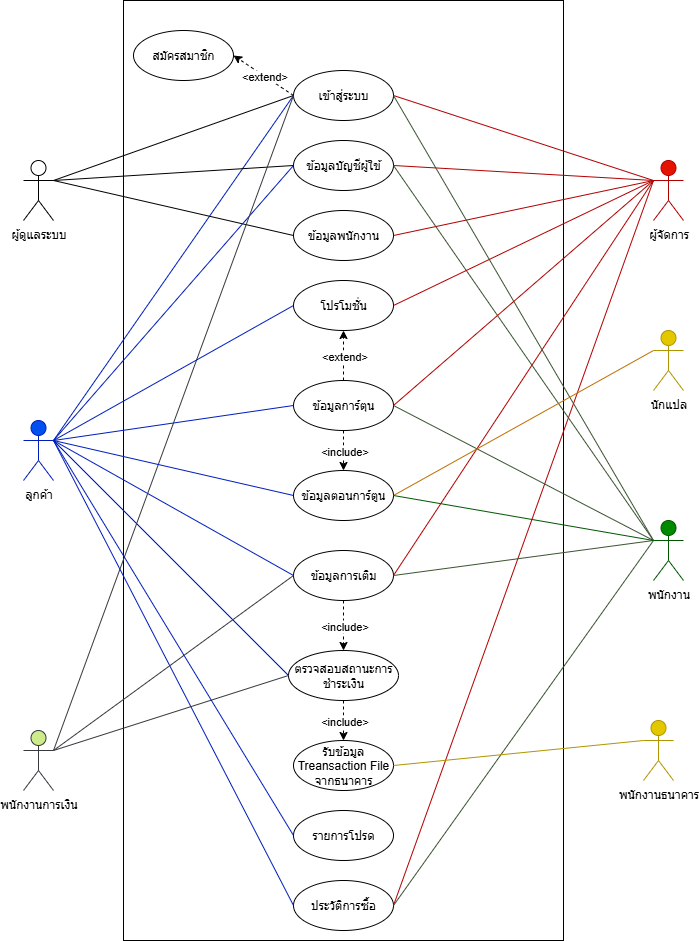 สมัครสมาชิก
<extend>
เข้าสู่ระบบ
ข้อมูลบัญชีผู้ใช้
ผู้ดูแลระบบ
ผู้จัดการ
ข้อมูลพนักงาน
โปรโมชั่น
<extend>
นักแปล
ข้อมูลการ์ตูน
<include>
ลูกค้า
ข้อมูลตอนการ์ตูน
ข้อมูลการเติม
พนักงาน
<include>
ตรวจสอบสถานะการ
ชำระเงิน
<include>
รับข้อมูล
Treansaction File
จากธนาคาร
พนักงานการเงิน
พนักงานธนาคาร
รายการโปรด
ประวัติการซื้อ